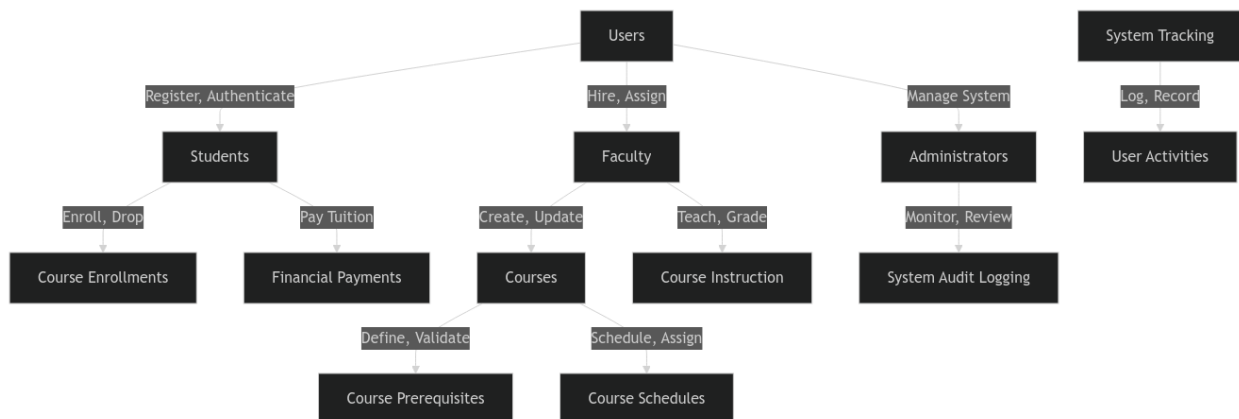 Users
System Tracking
Register, Authenticate
Hire, Assign
Manage System
Log, Record
Students
Faculty
Administrators
User Activities
Enroll, Drop
Pay Tuition
Create, Update
Teach, Grade
Monitor, Review
Course Enrollments
Financial Payments
Courses
Course Instruction
System Audit Logging
Define, Validate
Schedule, Assign
Course Prerequisites
Course Schedules